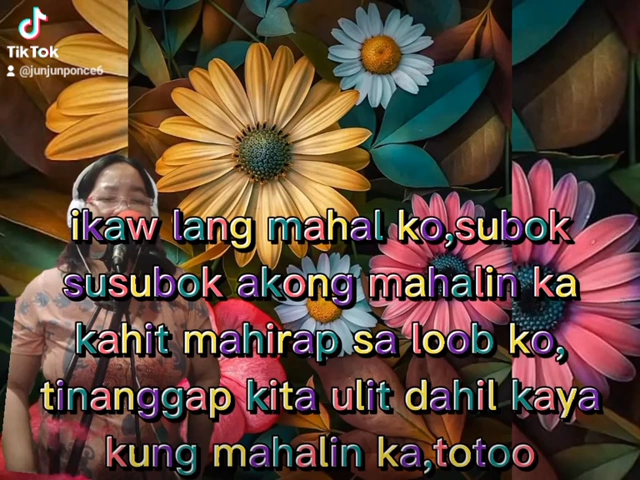 TikTok
@junjunponce6
ikaw lang mahal ko,subok
susubok akong mahalin ka
kahit mahirap sa loob ko,
tinanggap kita ulit dahil kaya
kung mahalin ka,totoo